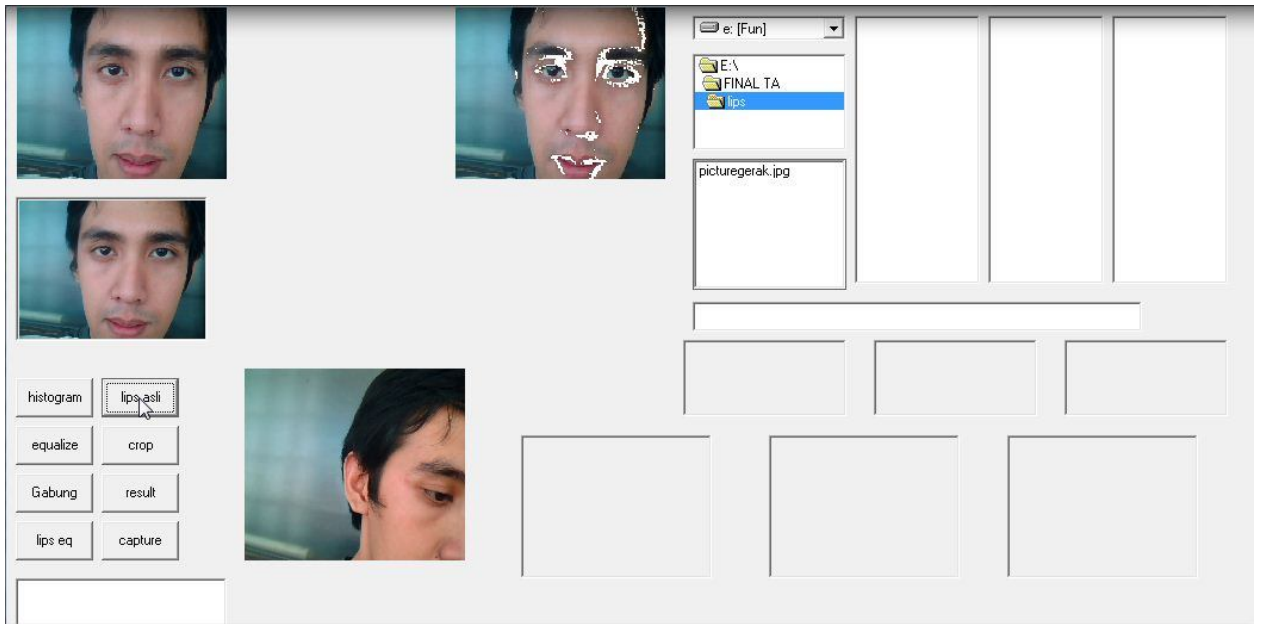 e: [Fun]
E:\
FINAL TA
lips
picturegerak.jpg
histogram
lips asli
equalize
crop
Gabung
result
lips eq
capture